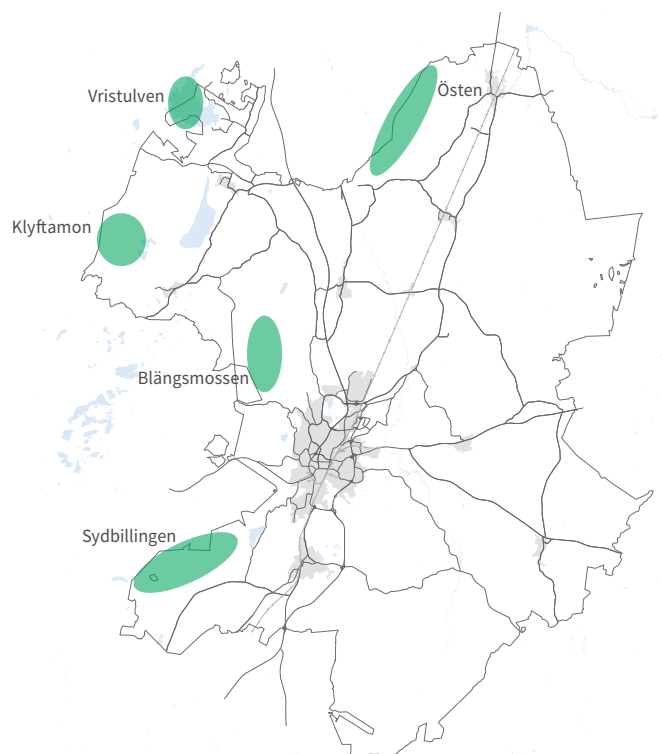 Östen
Vristulven
Klyftamon
Blängsmossen
Sydbillingen